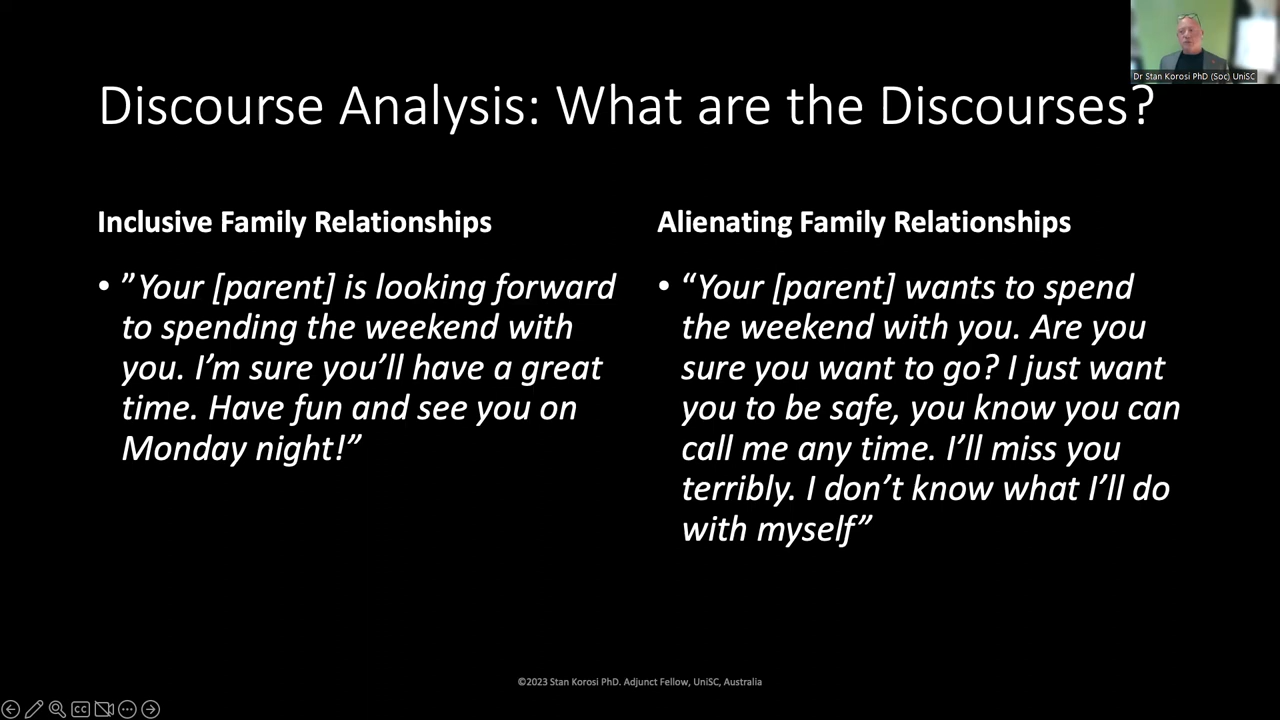 Dr Stan Korosi PhD (Soc) UniSC
Discourse Analysis: What are the Discourses?
Inclusive Family Relationships
• ”Your [parent] is looking forward
to spending the weekend with
you. I’m sure you’ll have a great
time. Have fun and see you on
Monday night!”
Alienating Family Relationships
• “Your [parent] wants to spend
the weekend with you. Are you
sure you want to go? I just want
you to be safe, you know you can
call me any time. I’ll miss you
terribly. I don’t know what I’ll do
with myself”
©2023 Stan Korosi PhD. Adjunct Fellow, UniSC, Australia
CC